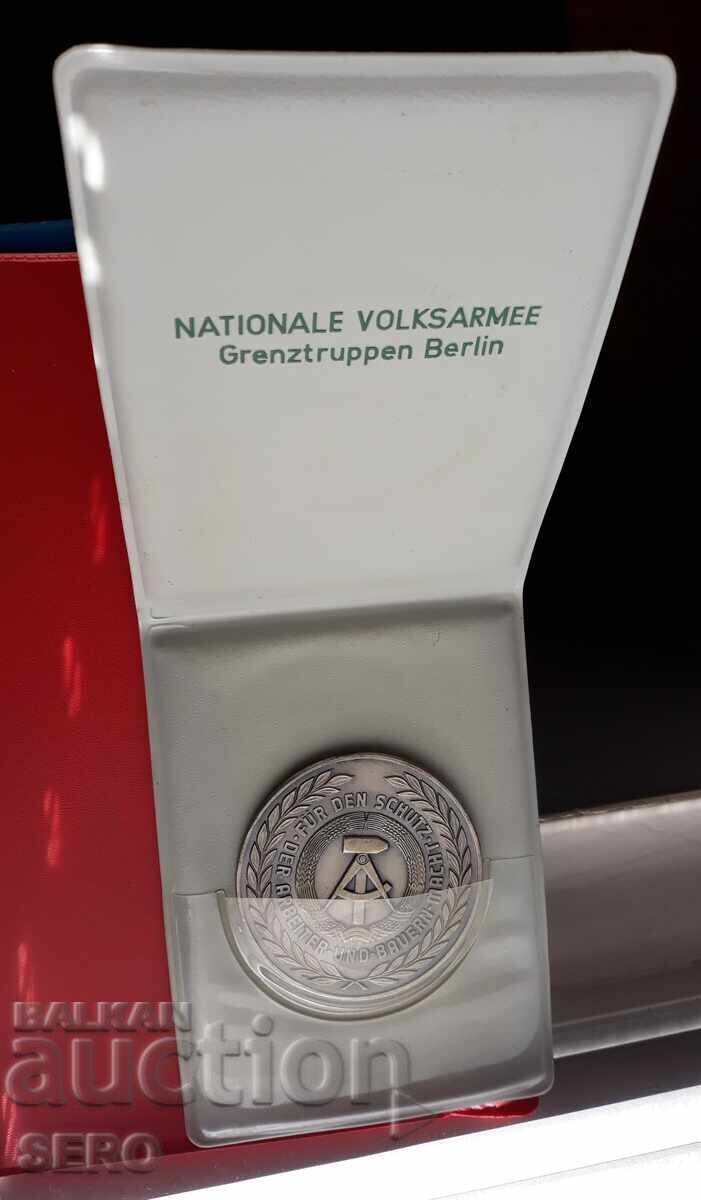 NATIONALE VOLKSARMEE
Grenztruppen Berlin
FÜR DEN SCHUTZ
DER ARBEITER-UND-BAUERN-MACHT
BALKAN
auction
SERO